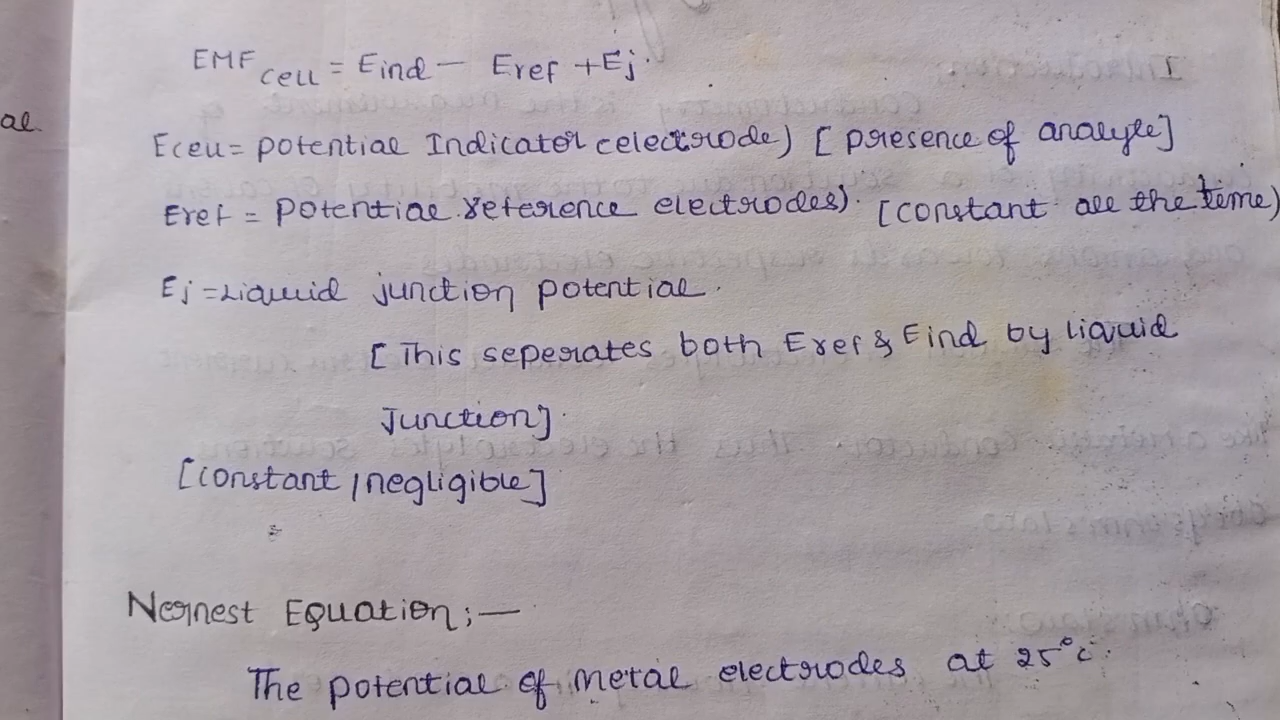 al.
EMF cell = Eind - Eref + Ej.
Ecell = potential Indicator celectrode) [presence of analyte]
Eref = Potential reference electrodes). [constant all the time)
Ej = Liquid junction potential.
[This seperates both Eref & Eind by liquid
Junction].
[constant / negligible]
Nernest Equation;—
The potential of metal electrodes at 25°c.